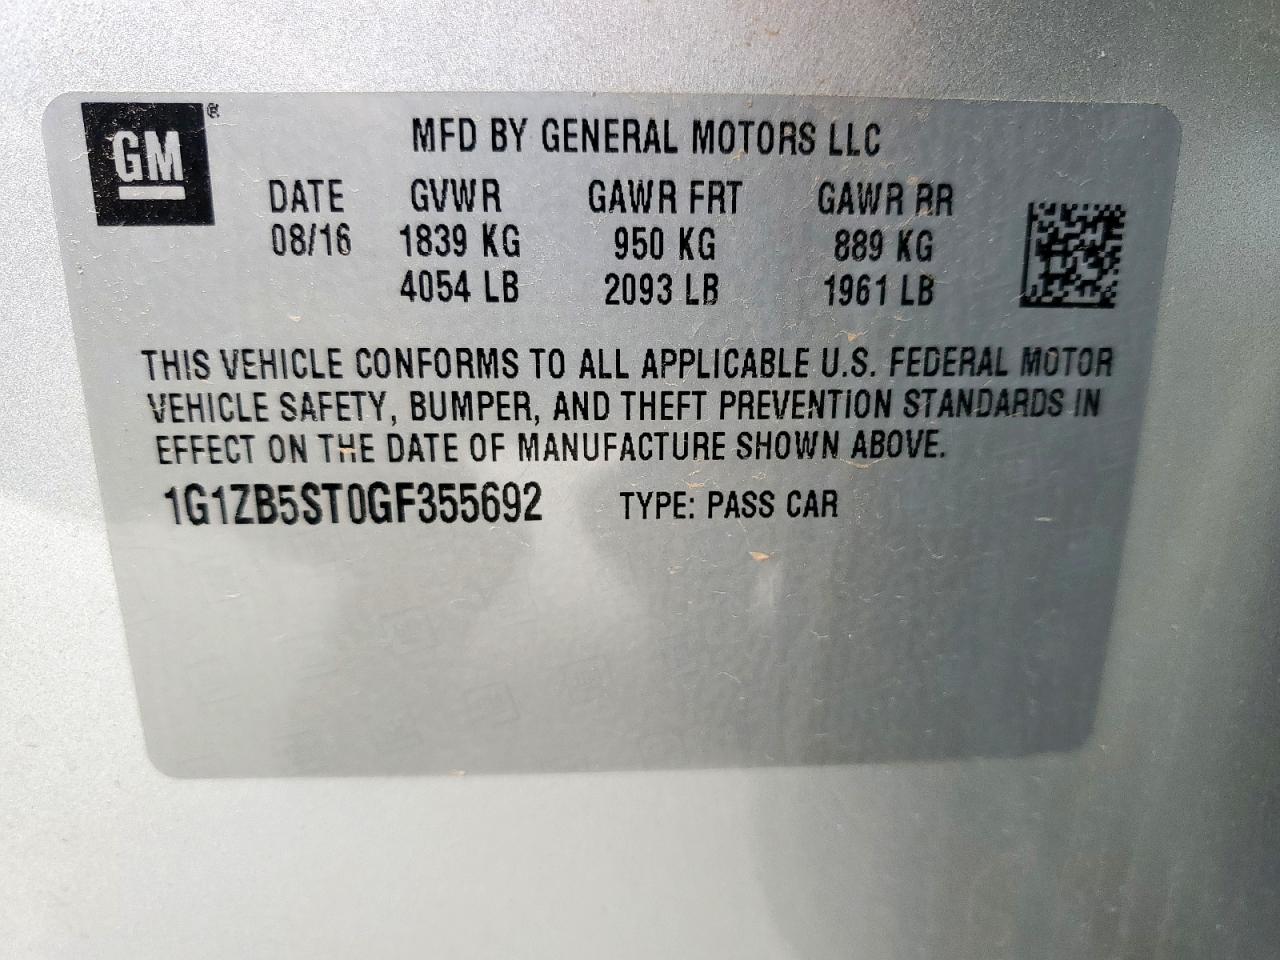 GM ®
MFD BY GENERAL MOTORS LLC
DATE GVWR GAWR FRT GAWR RR
08/16 1839 KG 950 KG 889 KG
4054 LB 2093 LB 1961 LB
THIS VEHICLE CONFORMS TO ALL APPLICABLE U.S. FEDERAL MOTOR
VEHICLE SAFETY, BUMPER, AND THEFT PREVENTION STANDARDS IN
EFFECT ON THE DATE OF MANUFACTURE SHOWN ABOVE.
1G1ZB5ST0GF355692 TYPE: PASS CAR